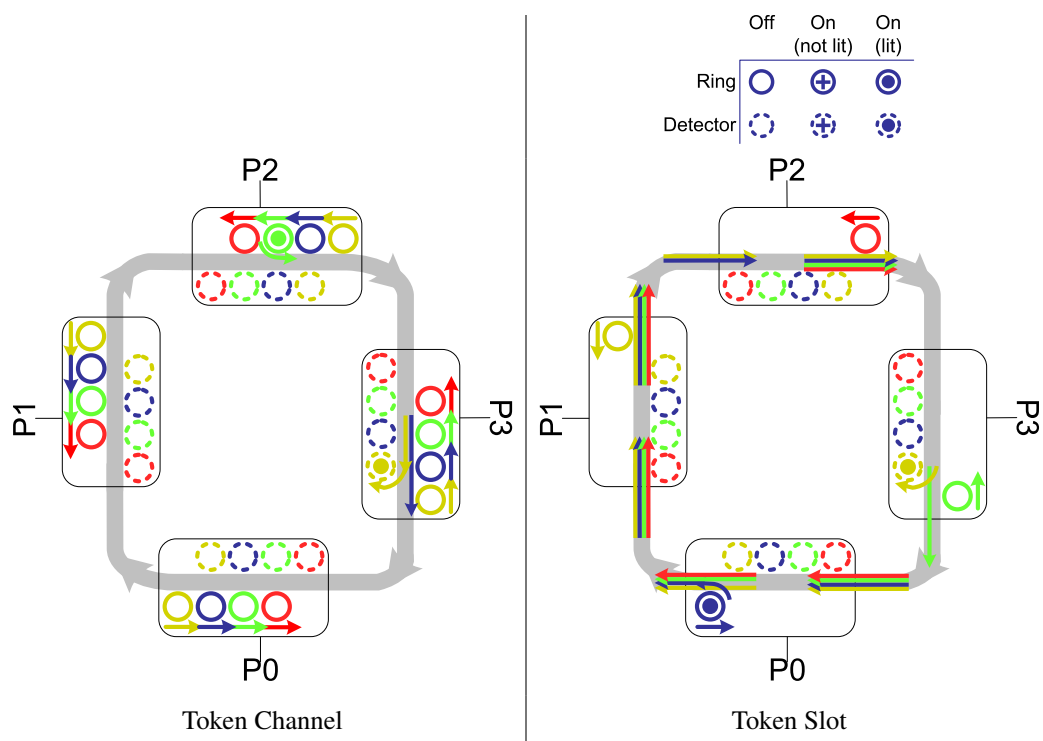 Off On On
(not lit) (lit)
Ring
Detector
P2
P1
P3
P0
Token Channel
P2
P1
P3
P0
Token Slot